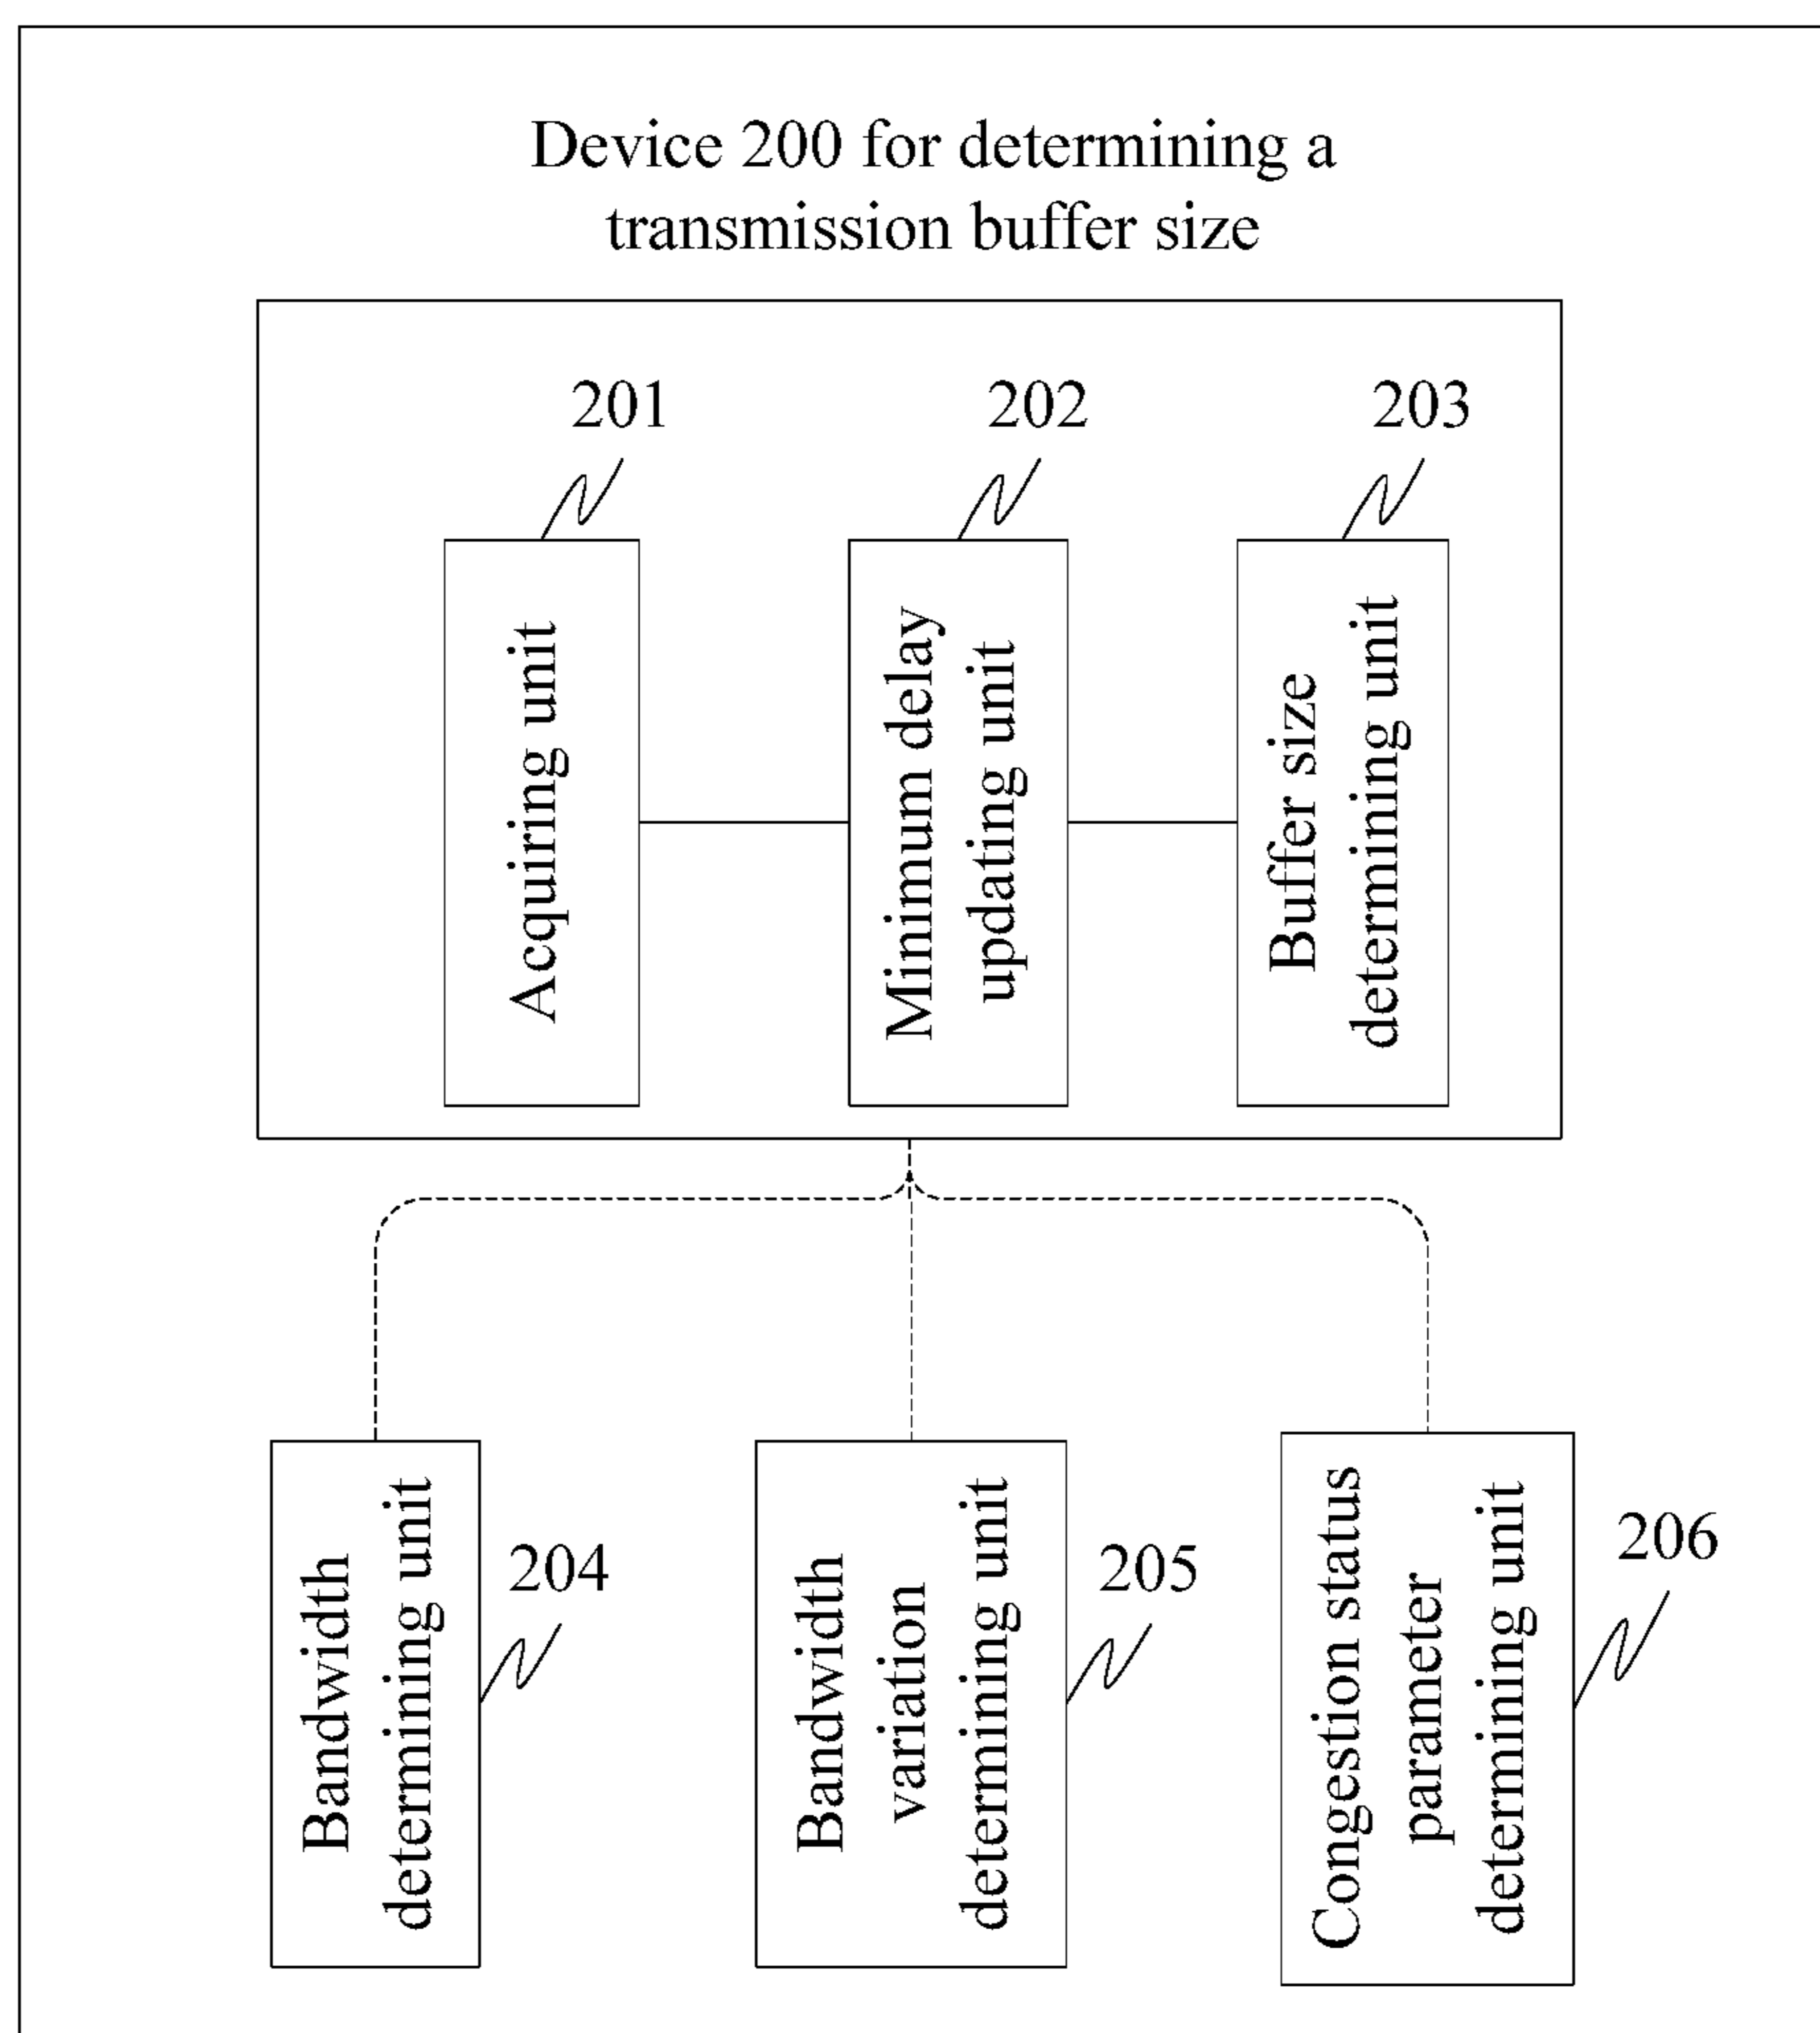 Device 200 for determining a
transmission buffer size
201
202
203
Acquiring unit
Minimum delay
updating unit
Buffer size
determining unit
Bandwidth
determining unit
204
Bandwidth
variation
determining unit
205
Congestion status
parameter
determining unit
206